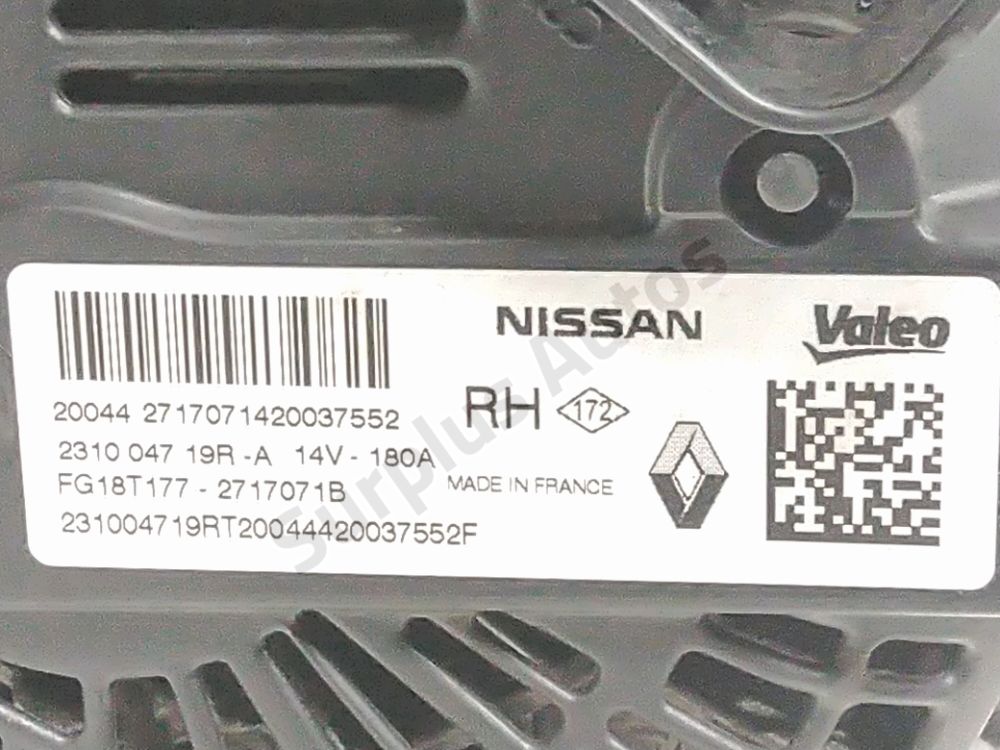 NISSAN
Valeo
20044 2717071420037552
RH
172
2310 047 19R -A 14V - 180A
FG18T177 - 2717071B
MADE IN FRANCE
231004719RT20044420037552F
Surplus Autos